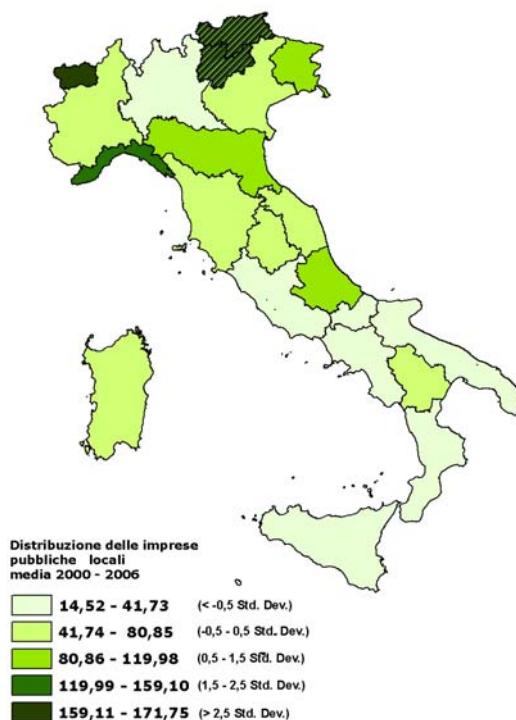 Distribuzione delle imprese
pubbliche locali
media 2000 - 2006
14,52 - 41,73 (< -0,5 Std. Dev.)
41,74 - 80,85 (-0,5 - 0,5 Std. Dev.)
80,86 - 119,98 (0,5 - 1,5 Std. Dev.)
119,99 - 159,10 (1,5 - 2,5 Std. Dev.)
159,11 - 171,75 (> 2,5 Std. Dev.)